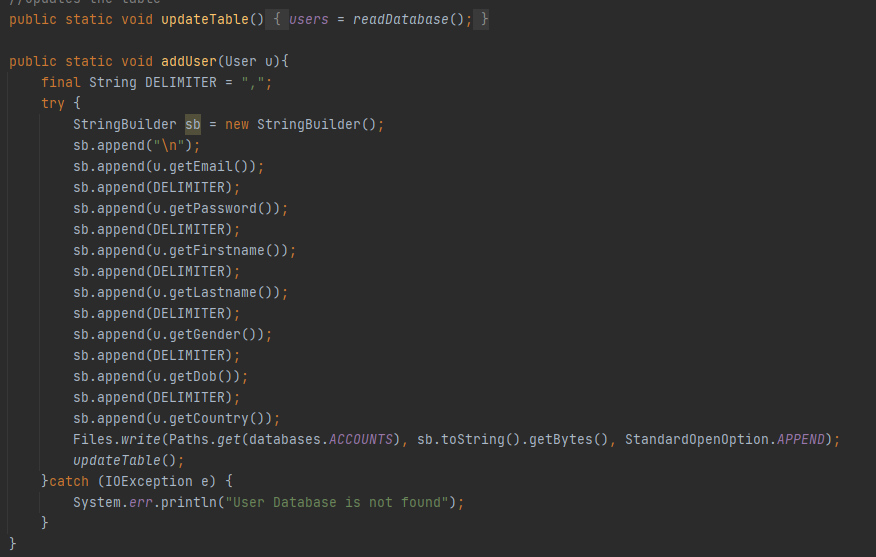 //Updates the table
public static void updateTable() { users = readDatabase(); }
public static void addUser(User u){
final String DELIMITER = ",";
try {
StringBuilder sb = new StringBuilder();
sb.append("\n");
sb.append(u.getEmail());
sb.append(DELIMITER);
sb.append(u.getPassword());
sb.append(DELIMITER);
sb.append(u.getFirstname());
sb.append(DELIMITER);
sb.append(u.getLastname());
sb.append(DELIMITER);
sb.append(u.getGender());
sb.append(DELIMITER);
sb.append(u.getDob());
sb.append(DELIMITER);
sb.append(u.getCountry());
Files.write(Paths.get(databases.ACCOUNTS), sb.toString().getBytes(), StandardOpenOption.APPEND);
updateTable();
}catch (IOException e) {
System.err.println("User Database is not found");
}
}